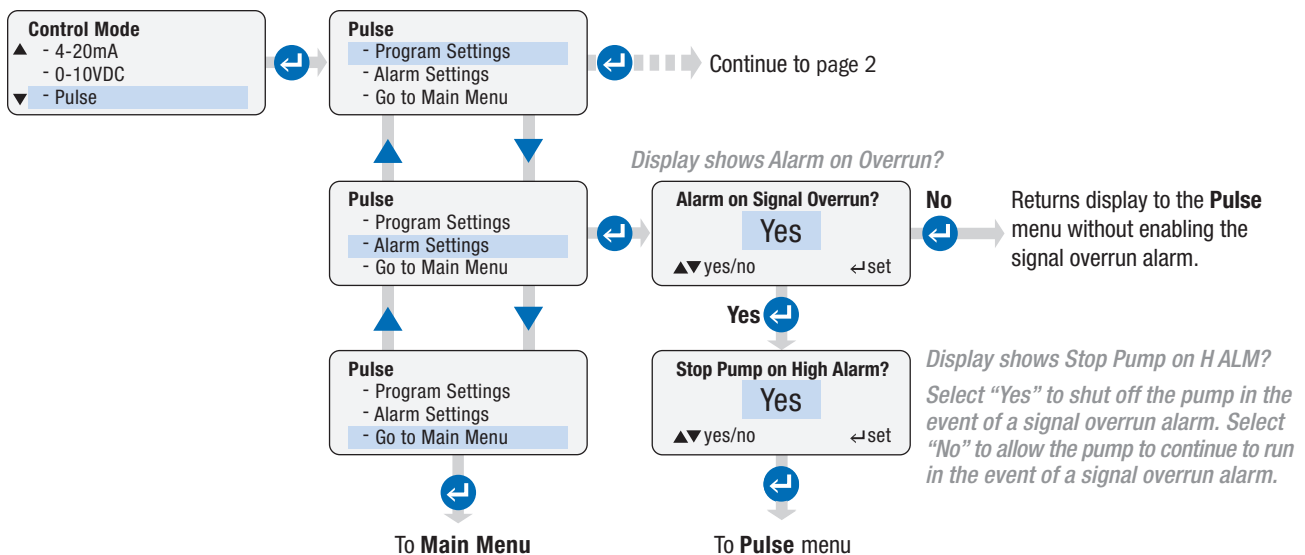 Control Mode
▲ - 4-20mA
- 0-10VDC
▼ - Pulse
Pulse
- Program Settings
- Alarm Settings
- Go to Main Menu
Continue to page 2
Pulse
- Program Settings
- Alarm Settings
- Go to Main Menu
Display shows Alarm on Overrun?
Alarm on Signal Overrun?
Yes
▲▼ yes/no ↵set
No
Returns display to the Pulse
menu without enabling the
signal overrun alarm.
Yes
Pulse
- Program Settings
- Alarm Settings
- Go to Main Menu
Stop Pump on High Alarm?
Yes
▲▼ yes/no ↵set
Display shows Stop Pump on H ALM?
Select “Yes” to shut off the pump in the
event of a signal overrun alarm. Select
“No” to allow the pump to continue to run
in the event of a signal overrun alarm.
To Main Menu
To Pulse menu